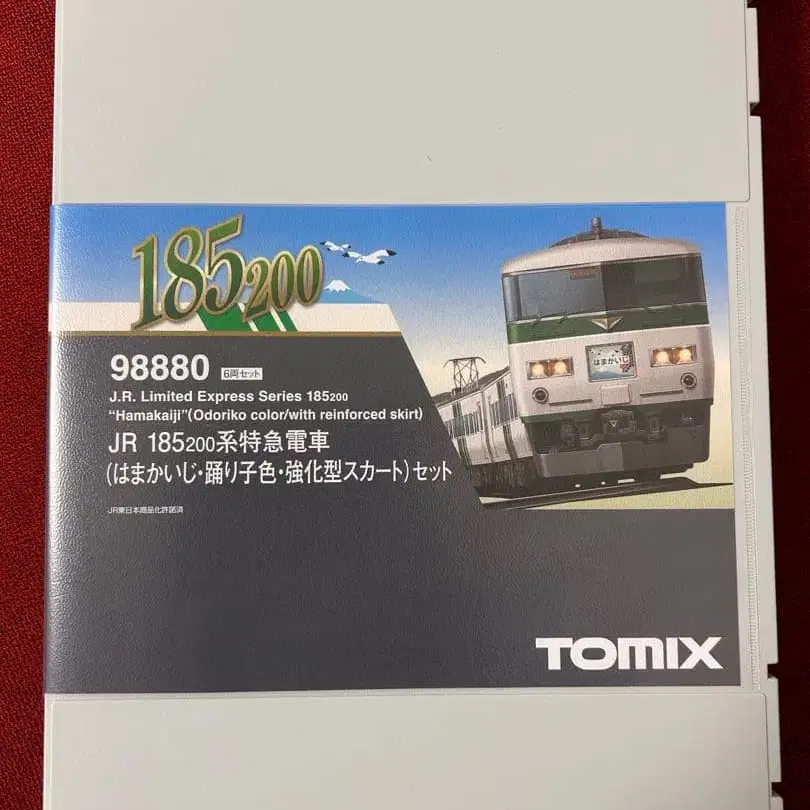 185200
98880 6両セット
J.R. Limited Express Series 185200
“Hamakaiji”(Odoriko color/with reinforced skirt)
JR 185200系特急電車
(はまかいじ・踊り子色・強化型スカート)セット
JR東日本商品化許諾済
はまかいじ
TOMIX